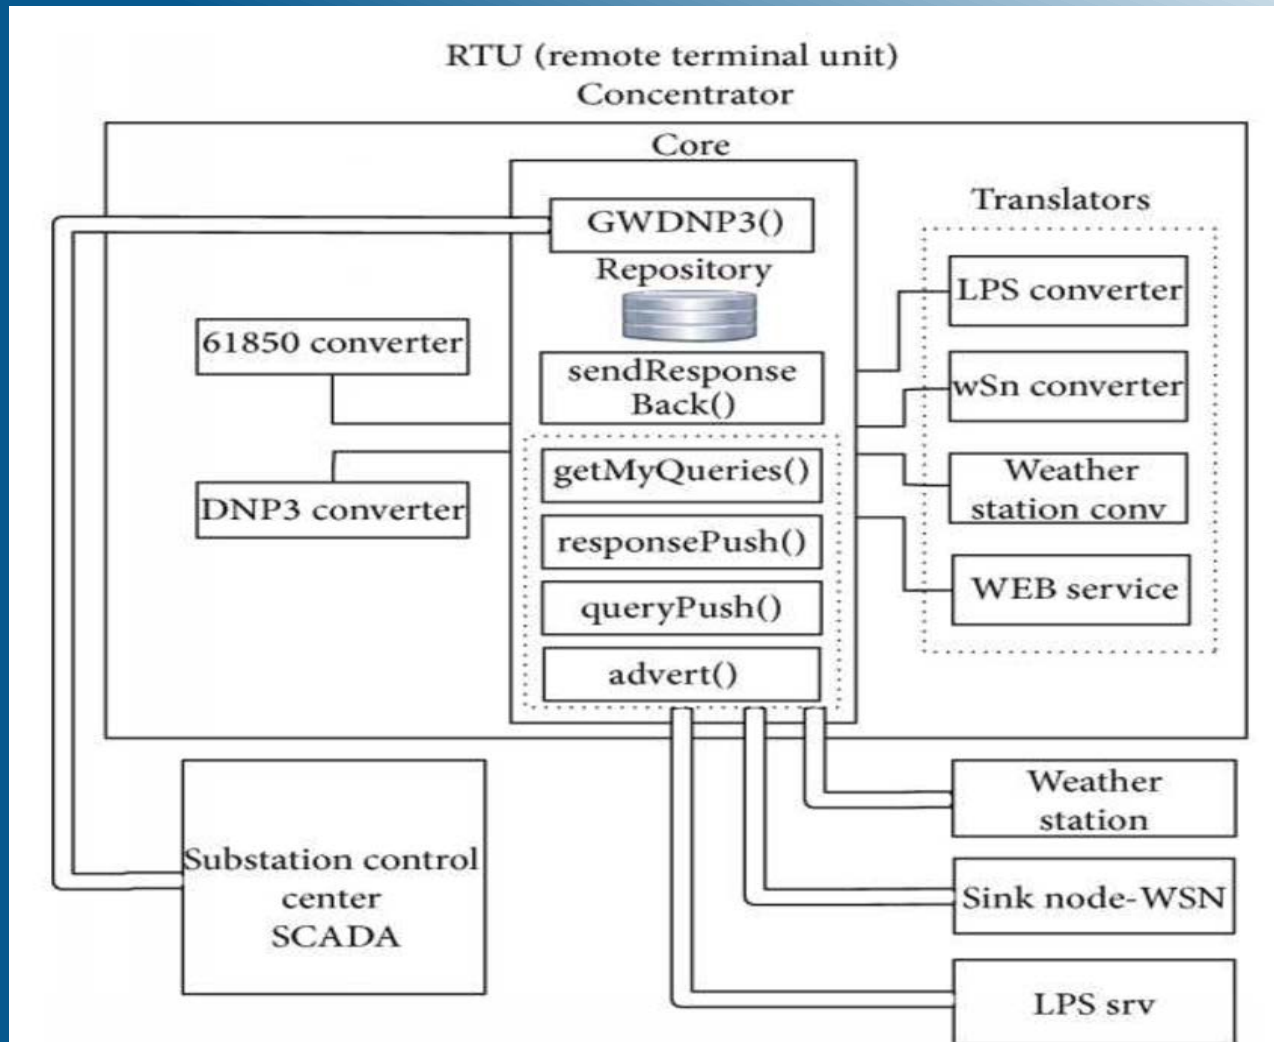 RTU (remote terminal unit)
Concentrator
Core
GWDNP3()
Repository
sendResponse
Back()
getMyQueries()
responsePush()
queryPush()
advert()
61850 converter
DNP3 converter
Translators
LPS converter
wSn converter
Weather
station conv
WEB service
Substation control
center
SCADA
Weather
station
Sink node-WSN
LPS srv